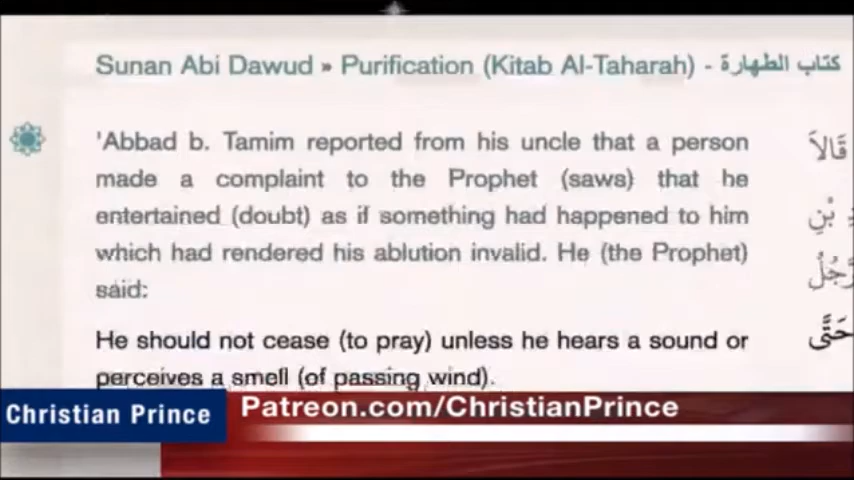 Sunan Abi Dawud » Purification (Kitab Al-Taharah) - كتاب الطهارة
'Abbad b. Tamim reported from his uncle that a person
made a complaint to the Prophet (saws) that he
entertained (doubt) as if something had happened to him
which had rendered his ablution invalid. He (the Prophet)
said:
He should not cease (to pray) unless he hears a sound or
perceives a smell (of passing wind).
قَالاَ
بْنِ
حَتَّى
Christian Prince
Patreon.com/ChristianPrince